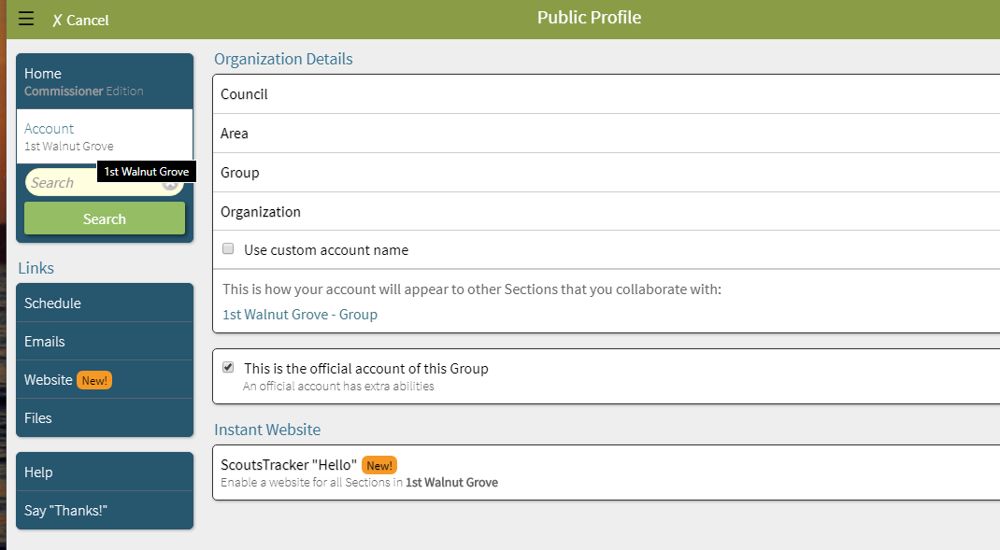 ☰ X Cancel
Public Profile
Home
Commissioner Edition
Account
1st Walnut Grove
1st Walnut Grove
Search
Search
Links
Schedule
Emails
Website New!
Files
Help
Say "Thanks!"
Organization Details
Council
Area
Group
Organization
Use custom account name
This is how your account will appear to other Sections that you collaborate with:
1st Walnut Grove - Group
This is the official account of this Group
An official account has extra abilities
Instant Website
ScoutsTracker "Hello" New!
Enable a website for all Sections in 1st Walnut Grove